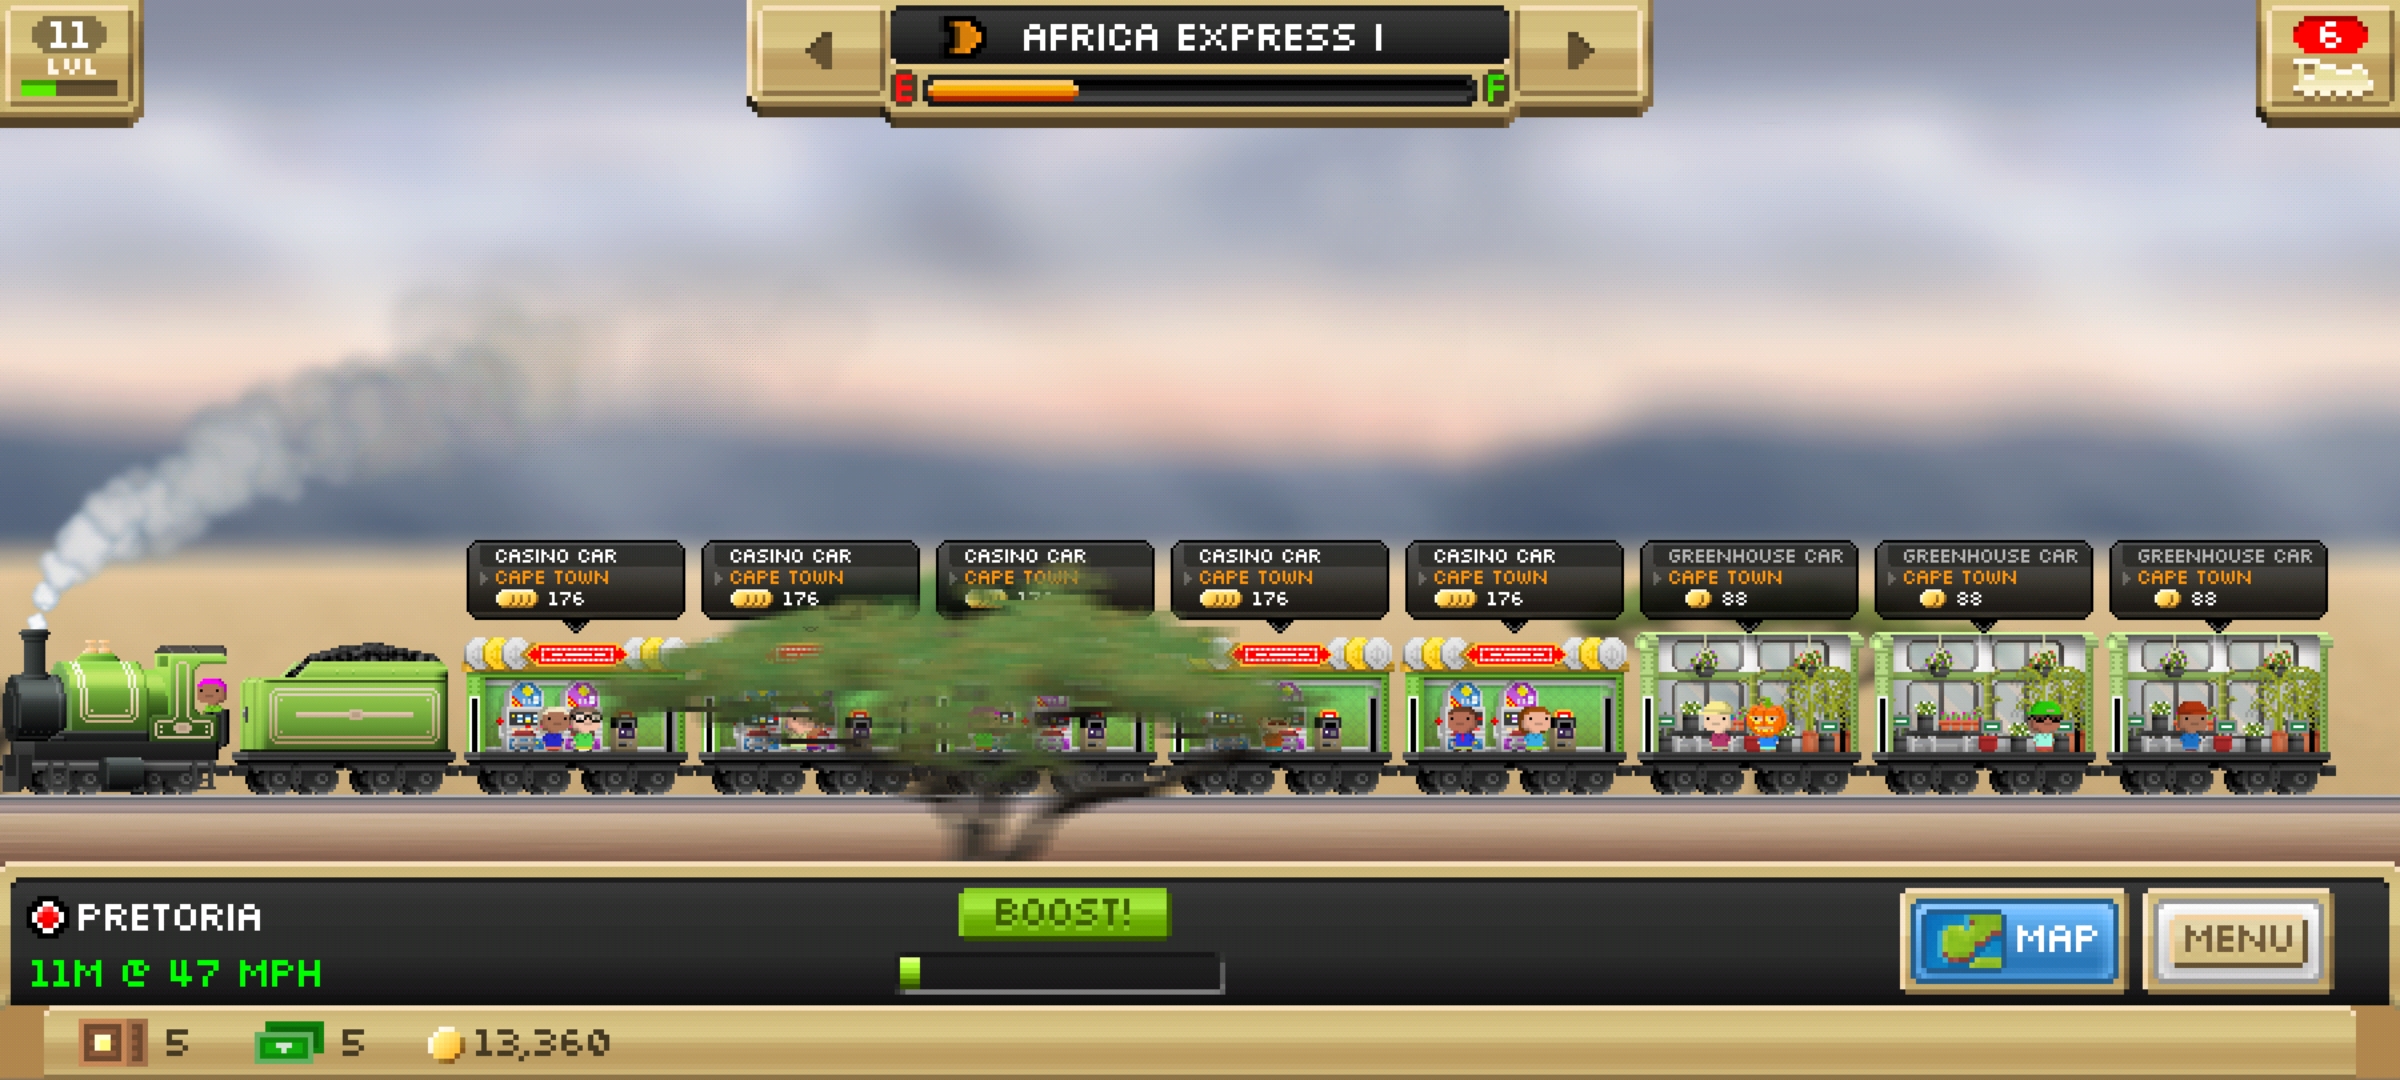 11
LVL
AFRICA EXPRESS I
E
F
6
CASINO CAR
CAPE TOWN
176
CASINO CAR
CAPE TOWN
176
CASINO CAR
CAPE TOWN
CASINO CAR
CAPE TOWN
176
CASINO CAR
CAPE TOWN
176
GREENHOUSE CAR
CAPE TOWN
88
GREENHOUSE CAR
CAPE TOWN
88
GREENHOUSE CAR
CAPE TOWN
88
PRETORIA
11M @ 47 MPH
BOOST!
MAP
MENU
5
5
13,360